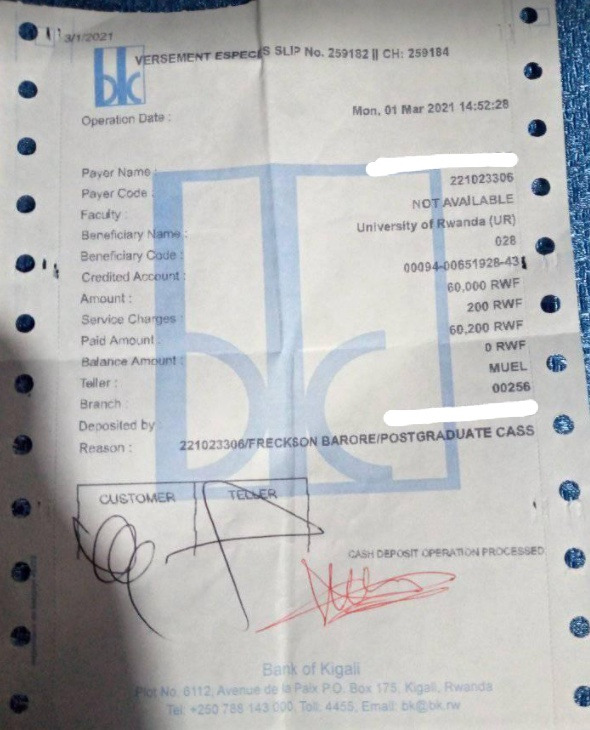 3/1/2021
bk
VERSEMENT ESPECES SLIP No. 259182 || CH: 259184
Operation Date : Mon, 01 Mar 2021 14:52:28
Payer Name :
Payer Code : 221023306
Faculty : NOT AVAILABLE
Beneficiary Name : University of Rwanda (UR)
Beneficiary Code : 028
Credited Account : 00094-00651928-43
Amount : 60,000 RWF
Service Charges : 200 RWF
Paid Amount : 60,200 RWF
Balance Amount : 0 RWF
Teller : MUEL
Branch : 00256
Deposited by
Reason : 221023306/FRECKSON BARORE/POSTGRADUATE CASS
bk
CUSTOMER TELLER
CASH DEPOSIT OPERATION PROCESSED
Bank of Kigali
Plot No. 6112, Avenue de la Paix P.O. Box 175, Kigali, Rwanda
Tel: +250 788 143 000, Toll: 4455, Email: bk@bk.rw